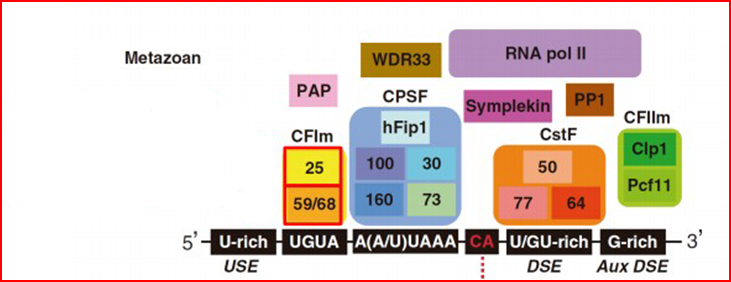 Metazoan
WDR33
RNA pol II
PAP
CPSF
Symplekin
PP1
CFIm
hFip1
CstF
CFIIm
25
100
30
50
Clp1
59/68
160
73
77
64
Pcf11
5’
U-rich
UGUA
A(A/U)UAAA
CA
U/GU-rich
G-rich
3’
USE
DSE
Aux DSE